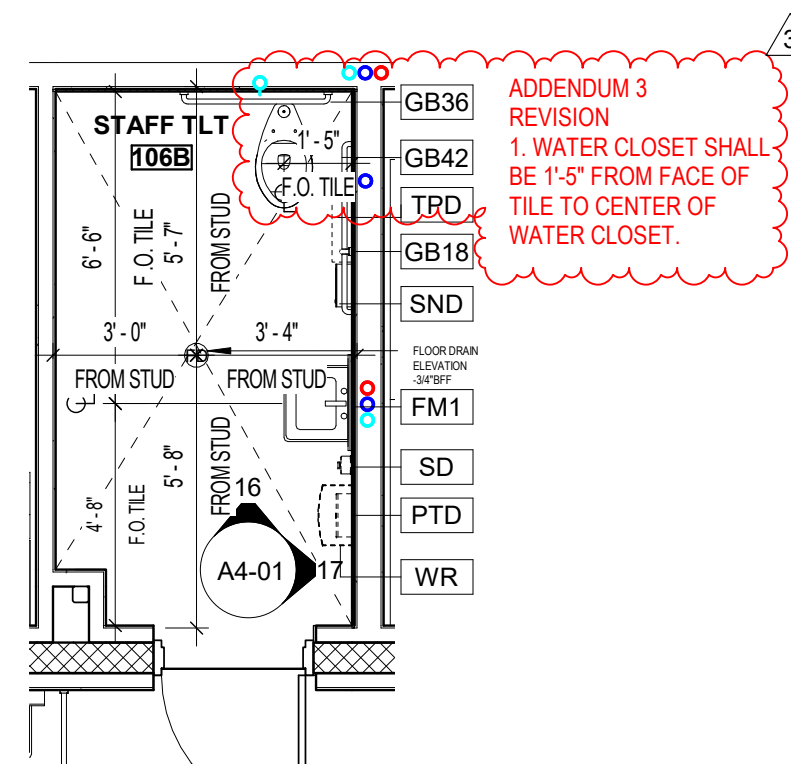 3
ADDENDUM 3
REVISION
1. WATER CLOSET SHALL
BE 1'-5" FROM FACE OF
TILE TO CENTER OF
WATER CLOSET.
STAFF TLT
106B
1' - 5"
F.O. TILE
GB36
GB42
TPD
GB18
SND
FM1
SD
PTD
WR
6' - 6"
F.O. TILE
5' - 7"
FROM STUD
3' - 0"
FROM STUD
3' - 4"
FROM STUD
FLOOR DRAIN
ELEVATION
-3/4"BFF
4' - 8"
F.O. TILE
5' - 8"
FROM STUD
16
A4-01
17